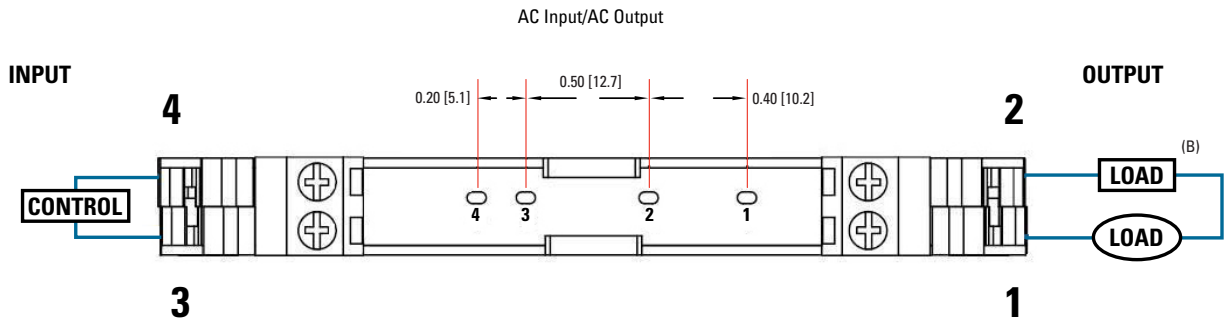 AC Input/AC Output
INPUT
OUTPUT
0.20 [5.1]
0.50 [12.7]
0.40 [10.2]
4
2
(B)
LOAD
CONTROL
4
3
2
1
LOAD
3
1